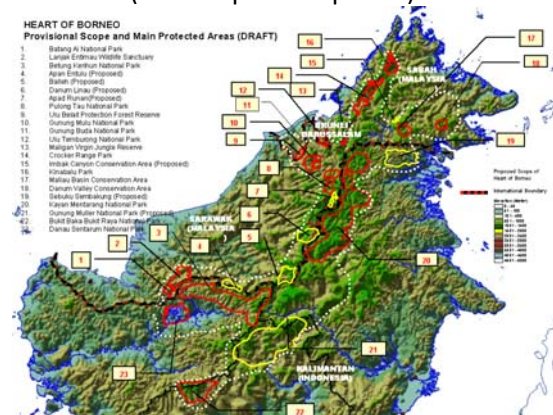 HEART OF BORNEO
Provisional Scope and Main Protected Areas (DRAFT)
1. Batang Ai National Park
2. Lanjak Entimau Wildlife Sanctuary
3. Betung Kerihun National Park
4. Apan Entulu (Proposed)
5. Balleh (Proposed)
6. Danum Linau (Proposed)
7. Apad Runan (Proposed)
8. Pulong Tau National Park
9. Ulu Belait Protection Forest Reserve
10. Gunung Mulu National Park
11. Gunung Buda National Park
12. Ulu Temburong National Park
13. Maligan Virgin Jungle Reserve
14. Crocker Range Park
15. Imbak Canyon Conservation Area (Proposed)
16. Kinabalu Park
17. Maliau Basin Conservation Area
18. Danum Valley Conservation Area
19. Sebuku Sembakung (Proposed)
20. Kayan Mentarang National Park
21. Gunung Muller National Park (Proposed)
22. Bukit Baka Bukit Raya National Park
23. Danau Sentarum National Park
16
17
15
18
14
SABAH
(MALAYSIA
12
13
11
BRUNEI
DARUSSALAM
10
9
19
8
Proposed Scope of
Heart of Borneo
International Boundary
7
SARAWAK
(MALAYSIA
6
3
5
2
4
1
20
21
KALIMANTAN
(INDONESIA)
23
22